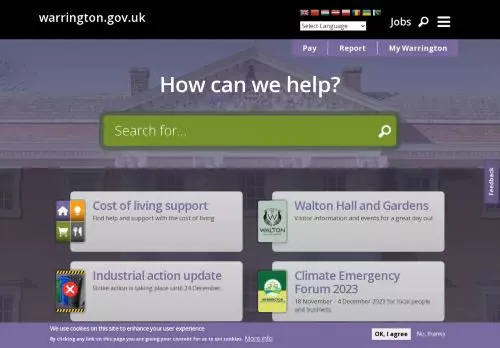 warrington.gov.uk
Select Language
Jobs
Pay
Report
My Warrington
How can we help?
Search for...
Feedback
Cost of living support
Find help and support with the cost of living
WALTON
Walton Hall and Gardens
Visitor information and events for a great day out
Industrial action update
Strike action is taking place until 24 December.
WARRINGTON
Climate Emergency
Forum 2023
18 November - 4 December 2023 for local people
and business.
We use cookies on this site to enhance your user experience
By clicking any link on this page you are giving your consent for us to set cookies. More info
OK, I agree
No, thanks